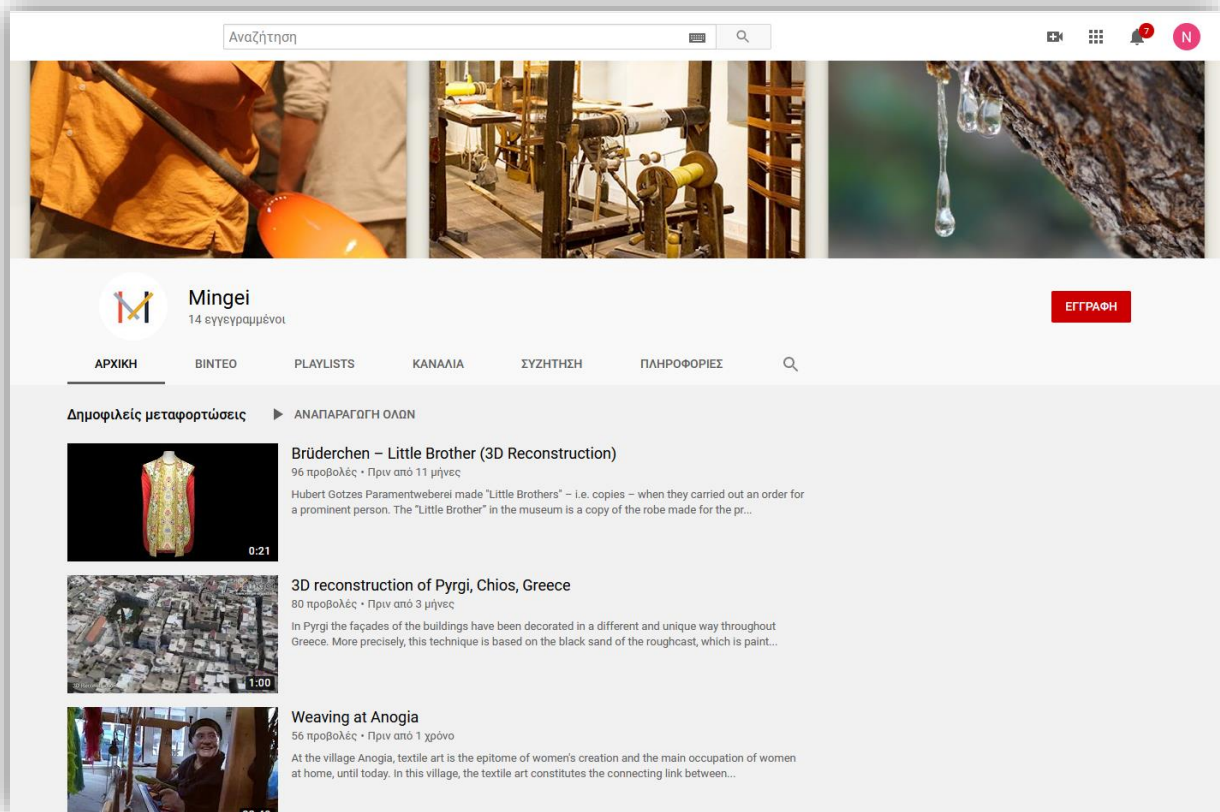 Αναζήτηση
7
N
Mingei
14 εγγεγραμμένοι
ΕΓΓΡΑΦΗ
ΑΡΧΙΚΗ ΒΙΝΤΕΟ PLAYLISTS ΚΑΝΑΛΙΑ ΣΥΖΗΤΗΣΗ ΠΛΗΡΟΦΟΡΙΕΣ
Δημοφιλείς μεταφορτώσεις ΑΝΑΠΑΡΑΓΩΓΗ ΟΛΩΝ
Brüderchen – Little Brother (3D Reconstruction)
96 προβολές • Πριν από 11 μήνες
Hubert Gotzes Paramentweberei made "Little Brothers" – i.e. copies – when they carried out an order for
a prominent person. The "Little Brother" in the museum is a copy of the robe made for the pr...
0:21
3D reconstruction of Pyrgi, Chios, Greece
80 προβολές • Πριν από 3 μήνες
In Pyrgi the façades of the buildings have been decorated in a different and unique way throughout
Greece. More precisely, this technique is based on the black sand of the roughcast, which is paint...
1:00
Weaving at Anogia
56 προβολές • Πριν από 1 χρόνο
At the village Anogia, textile art is the epitome of women's creation and the main occupation of women
at home, until today. In this village, the textile art constitutes the connecting link between...